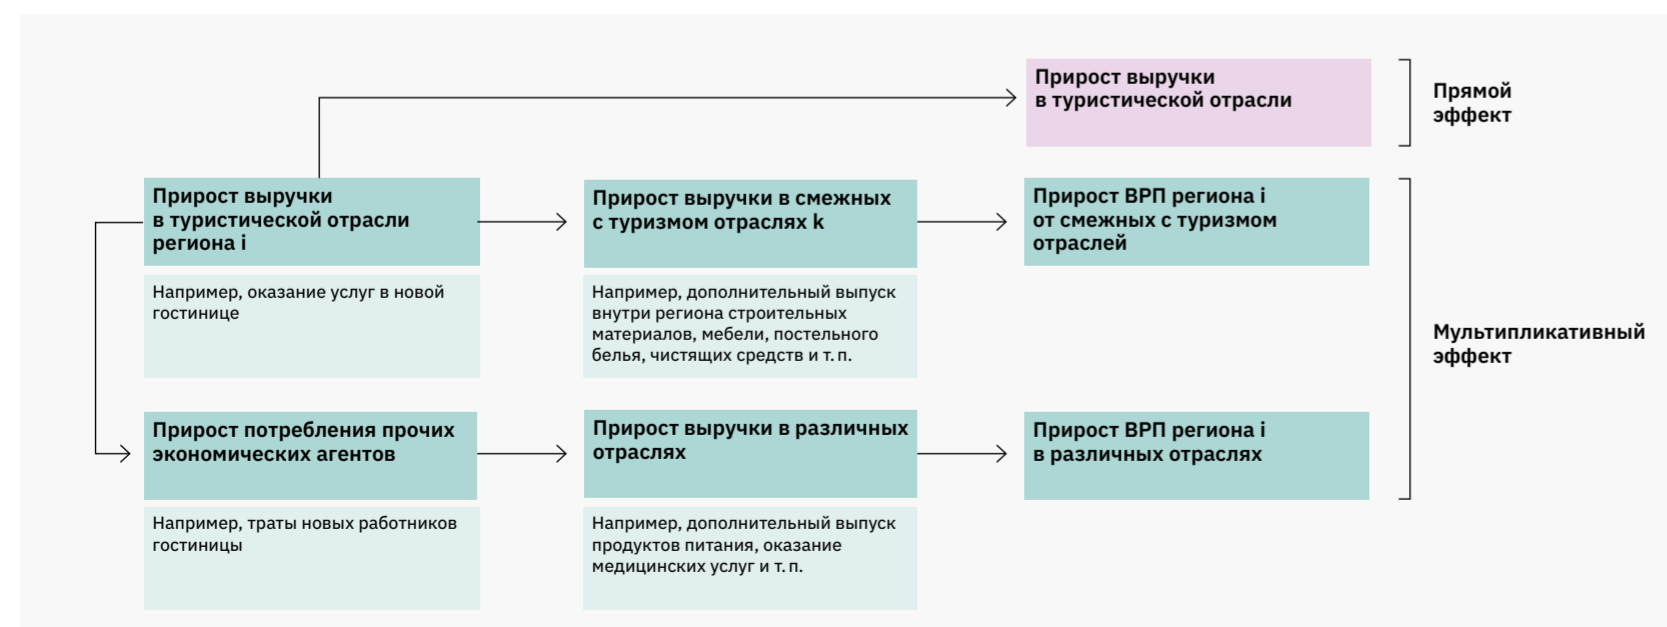 Прирост выручки
в туристической отрасли
Прямой
эффект
Прирост выручки
в туристической отрасли
региона i
Прирост выручки в смежных
с туризмом отраслях k
Прирост ВРП региона i
от смежных с туризмом
отраслей
Например, оказание услуг в новой
гостинице
Например, дополнительный выпуск
внутри региона строительных
материалов, мебели, постельного
белья, чистящих средств и т. п.
Мультипликативный
эффект
Прирост потребления прочих
экономических агентов
Прирост выручки в различных
отраслях
Прирост ВРП региона i
в различных отраслях
Например, траты новых работников
гостиницы
Например, дополнительный выпуск
продуктов питания, оказание
медицинских услуг и т. п.